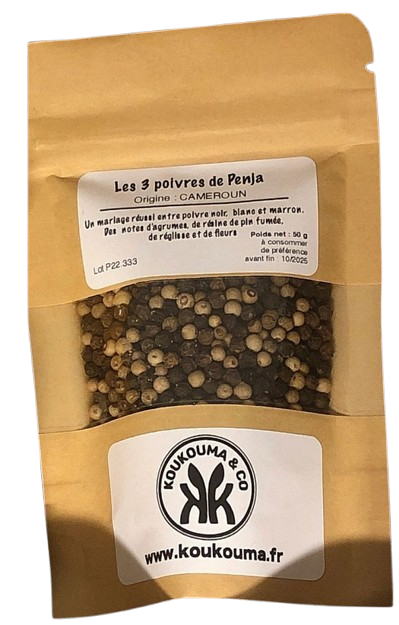 Les 3 poivres de Penja
Origine : CAMEROUN
Un mariage réussi entre poivre noir, blanc et marron.
Des notes d'agrumes, de résine de pin fumée,
de réglisse et de fleurs
Poids net : 50 g
à consommer
de préférence
avant fin : 10/2025
Lot P22.333
KOUKOUMA & CO
www.koukouma.fr